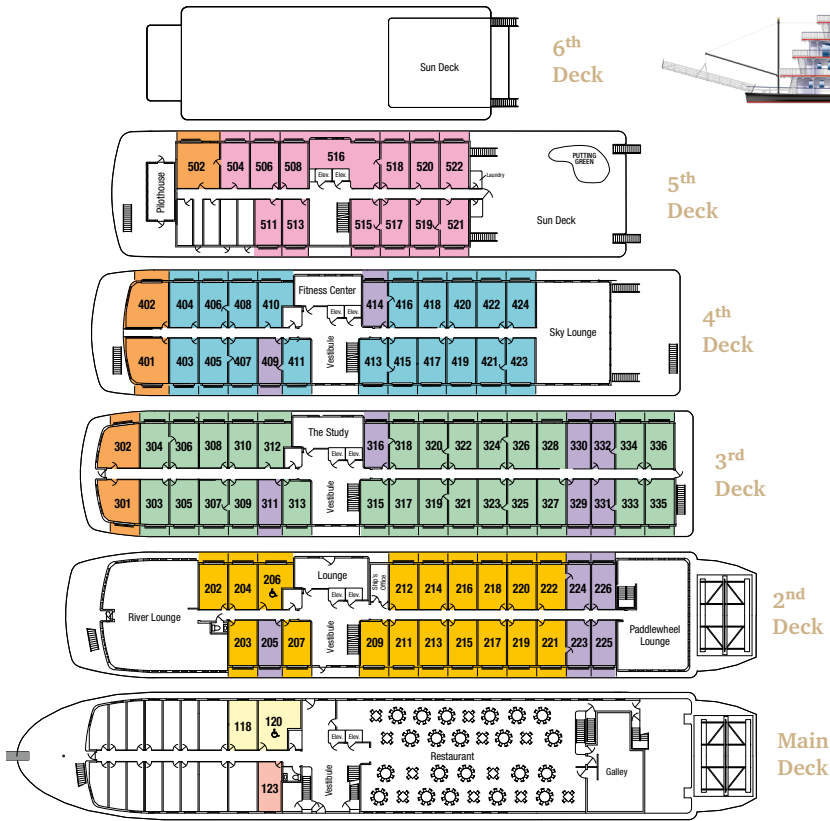 6th
Deck
Sun Deck
5th
Deck
502 504 506 508 516 518 520 522
Elev. Elev.
Pilothouse
PUTTING
GREEN
Laundry
Sun Deck
511 513 515 517 519 521
4th
Deck
402 404 406 408 410 Fitness Center 414 416 418 420 422 424
Elev. Elev.
Sky Lounge
Vestibule
401 403 405 407 409 411 413 415 417 419 421 423
3rd
Deck
302 304 306 308 310 312 The Study 316 318 320 322 324 326 328 330 332 334 336
Elev. Elev.
Vestibule
301 303 305 307 309 311 313 315 317 319 321 323 325 327 329 331 333 335
2nd
Deck
202 204 206 Lounge Ship's
Office 212 214 216 218 220 222 224 226
Elev. Elev.
River Lounge
Vestibule
Paddlewheel
Lounge
203 205 207 209 211 213 215 217 219 221 223 225
Main
Deck
118 120
Elev. Elev.
Restaurant
Vestibule
Galley
123